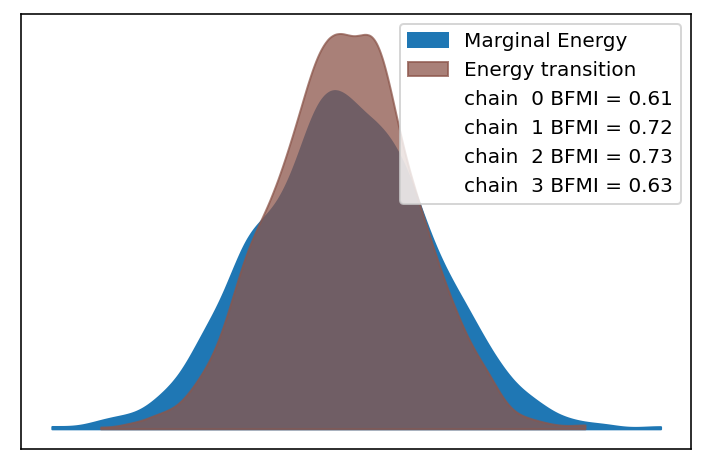 Marginal Energy
Energy transition
chain  0 BFMI = 0.61
chain  1 BFMI = 0.72
chain  2 BFMI = 0.73
chain  3 BFMI = 0.63